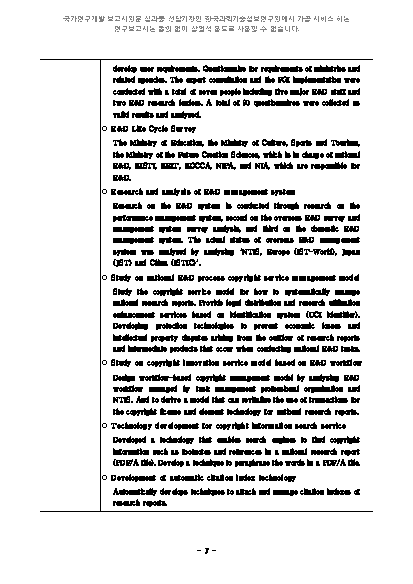 국가연구개발 보고서원문 성과물 전담기관인 한국과학기술정보연구원에서 가공·서비스 하는
연구보고서는 동의 없이 상업적 용도로 사용할 수 없습니다.
develop user requirements. Questionnaire for requirements of ministries and
related agencies. The expert consultation and the FGI implementation were
conducted with a total of seven people including five major R&D staff and
two R&D research leaders. A total of 90 questionnaires were collected as
valid results and analyzed.
○ R&D Life Cycle Survey
The Ministry of Education, the Ministry of Culture, Sports and Tourism,
the Ministry of the Future Creation Sciences, which is in charge of national
R&D, KISTI, KEIT, KOCCA, NIPA, and NIA, which are responsible for
R&D.
○ Research and analysis of R&D management system
Research on the R&D system is conducted through research on the
performance management system, second on the overseas R&D survey and
management system survey analysis, and third on the domestic R&D
management system. The actual status of overseas R&D management
system was analyzed by analyzing 'NTIS, Europe (IST-World), Japan
(JST) and China (ISTIC)'.
○ Study on national R&D process copyright service management model
Study the copyright service model for how to systematically manage
national research reports. Provide legal distribution and research utilization
enhancement services based on identification system (UCI identifier).
Developing protection technologies to prevent economic losses and
intellectual property disputes arising from the outflow of research reports
and intermediate products that occur when conducting national R&D tasks.
○ Study on copyright innovation service model based on R&D workflow
Design workflow-based copyright management model by analyzing R&D
workflow managed by task management professional organization and
NTIS. And to derive a model that can revitalize the use of transactions for
the copyright license and element technology for national research reports.
○ Technology development for copyright information search service
Developed a technology that enables search engines to find copyright
information such as footnotes and references in a national research report
(PDF/A file). Develop a technique to paraphrase the words in a PDF/A file.
○ Development of automatic citation index technology
Automatically develops techniques to attach and manage citation indexes of
research reports.
- 7 -